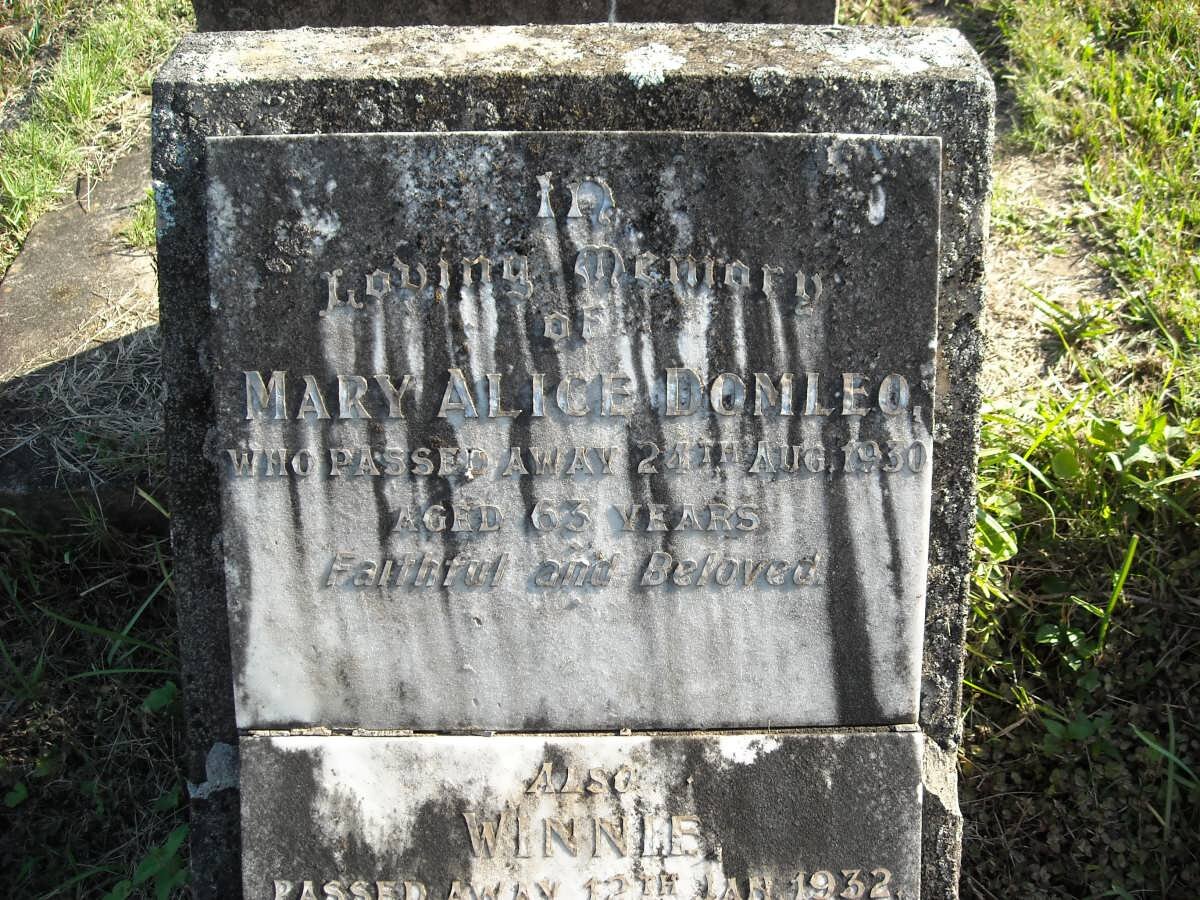 In
Loving Memory
of
MARY ALICE DOMLEO,
WHO PASSED AWAY 24TH AUG. 1930
AGED 63 YEARS
Faithful and Beloved.
ALSO
WINNIE
PASSED AWAY 12TH JAN. 1932